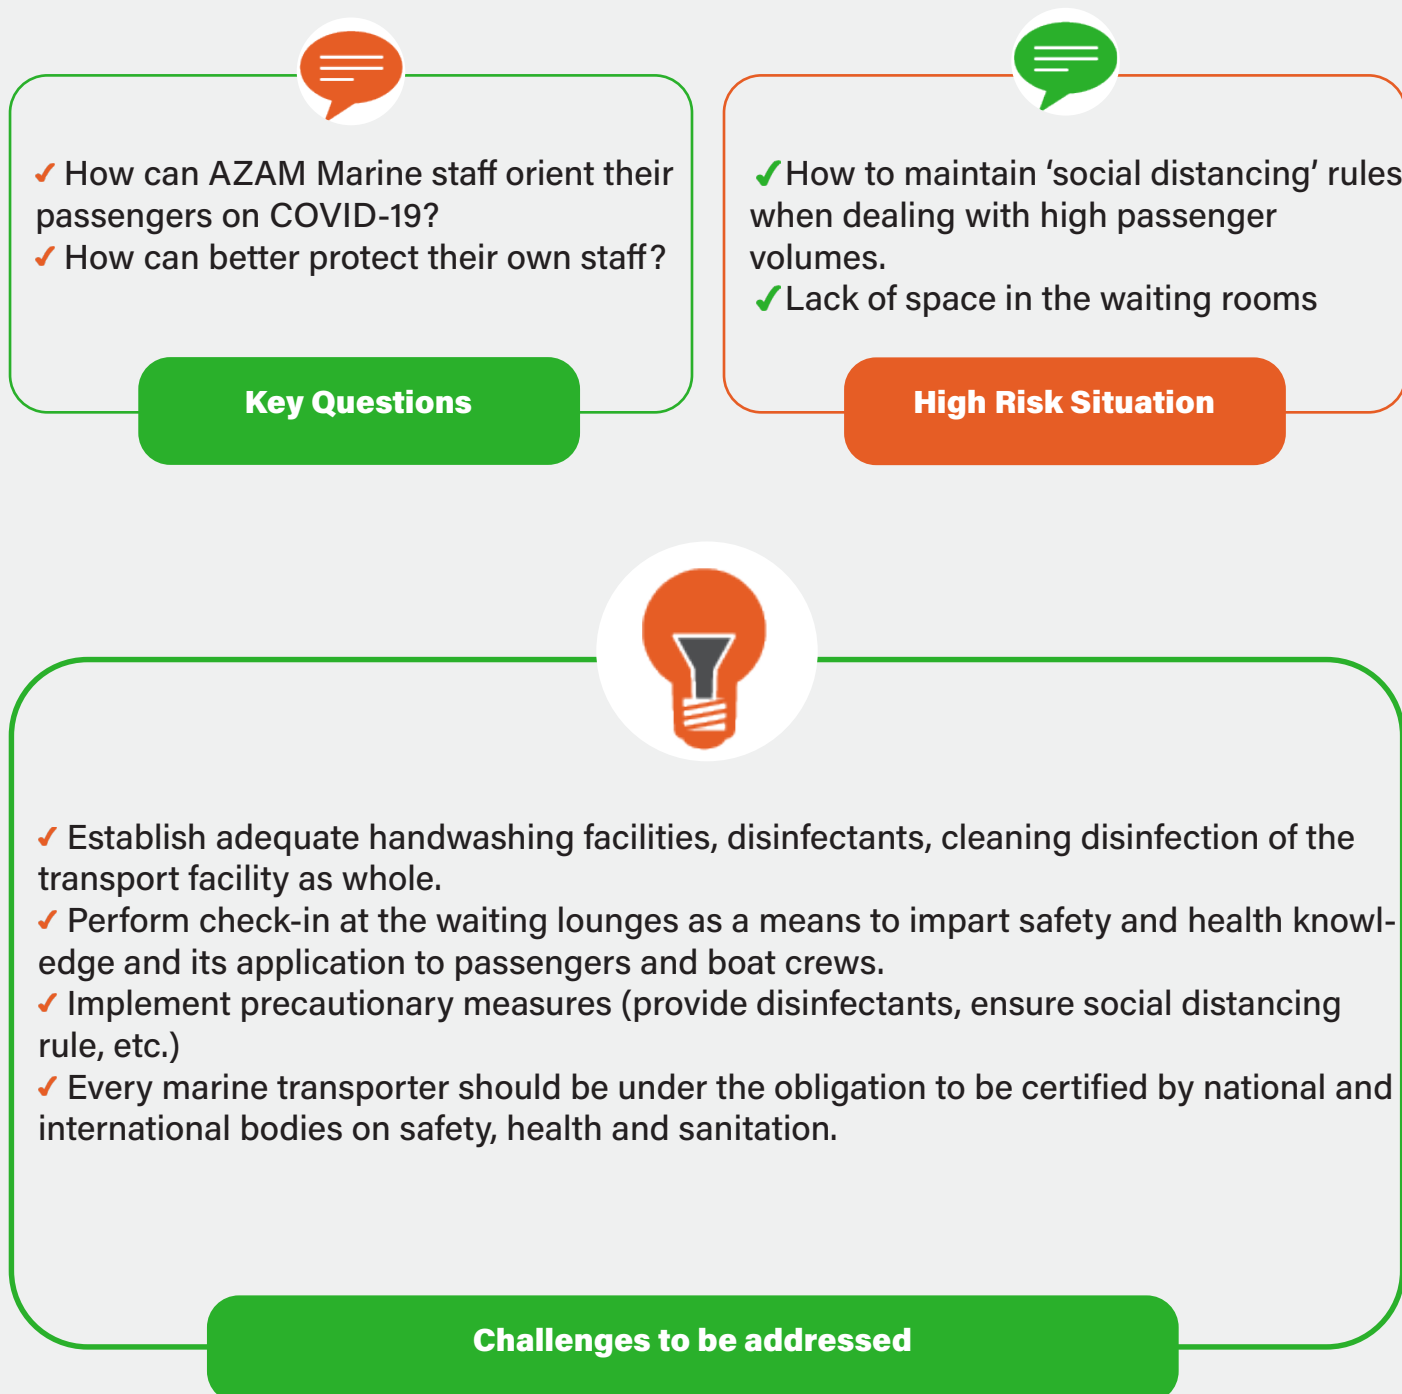 ✓ How can AZAM Marine staff orient their
passengers on COVID-19?
✓ How can better protect their own staff?
Key Questions
✓How to maintain ‘social distancing’ rules
when dealing with high passenger
volumes.
✓Lack of space in the waiting rooms
High Risk Situation
✓ Establish adequate handwashing facilities, disinfectants, cleaning disinfection of the
transport facility as whole.
✓ Perform check-in at the waiting lounges as a means to impart safety and health knowl-
edge and its application to passengers and boat crews.
✓ Implement precautionary measures (provide disinfectants, ensure social distancing
rule, etc.)
✓ Every marine transporter should be under the obligation to be certified by national and
international bodies on safety, health and sanitation.
Challenges to be addressed